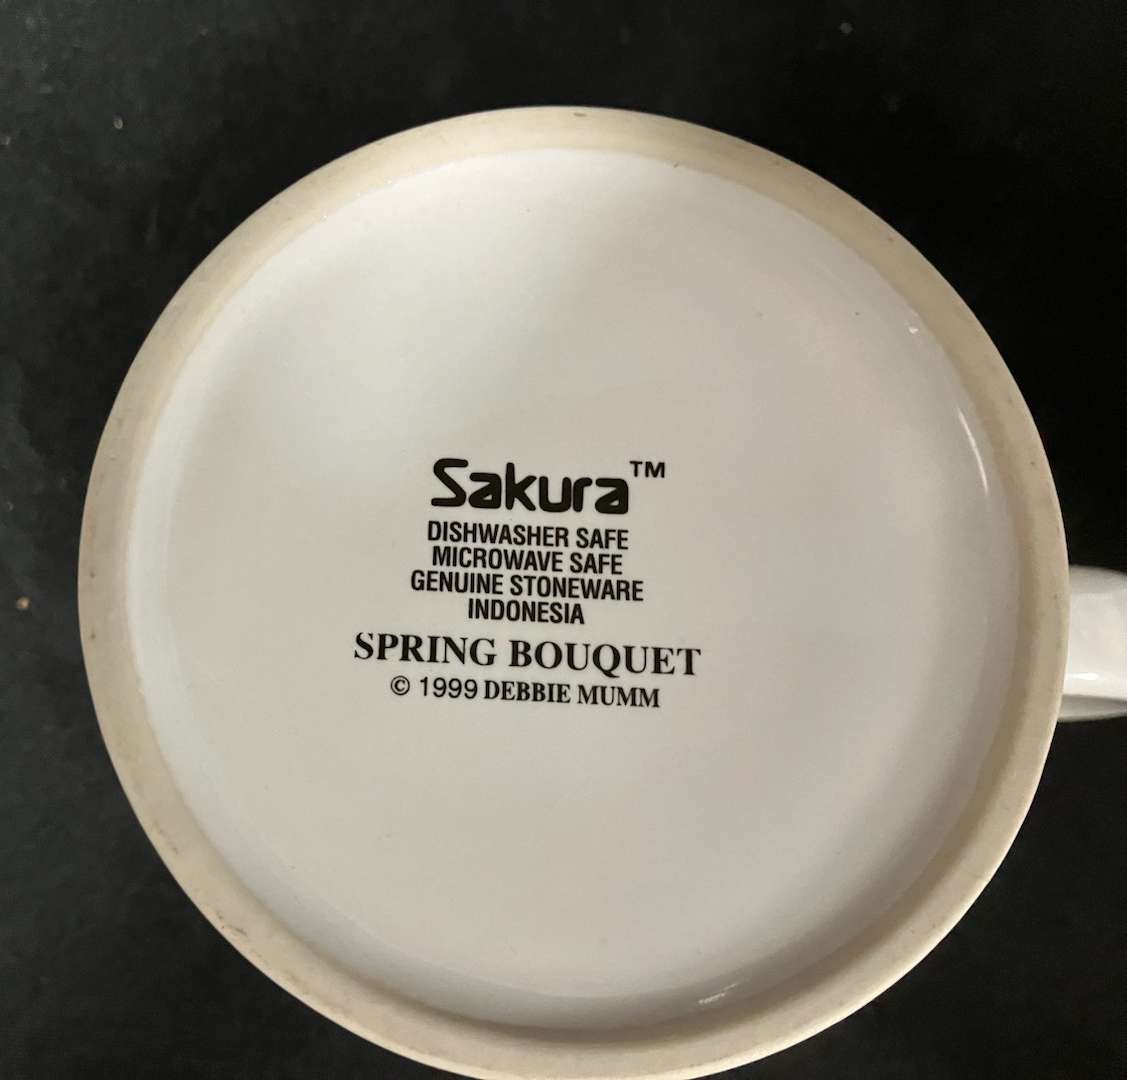 Sakura™
DISHWASHER SAFE
MICROWAVE SAFE
GENUINE STONEWARE
INDONESIA
SPRING BOUQUET
© 1999 DEBBIE MUMM